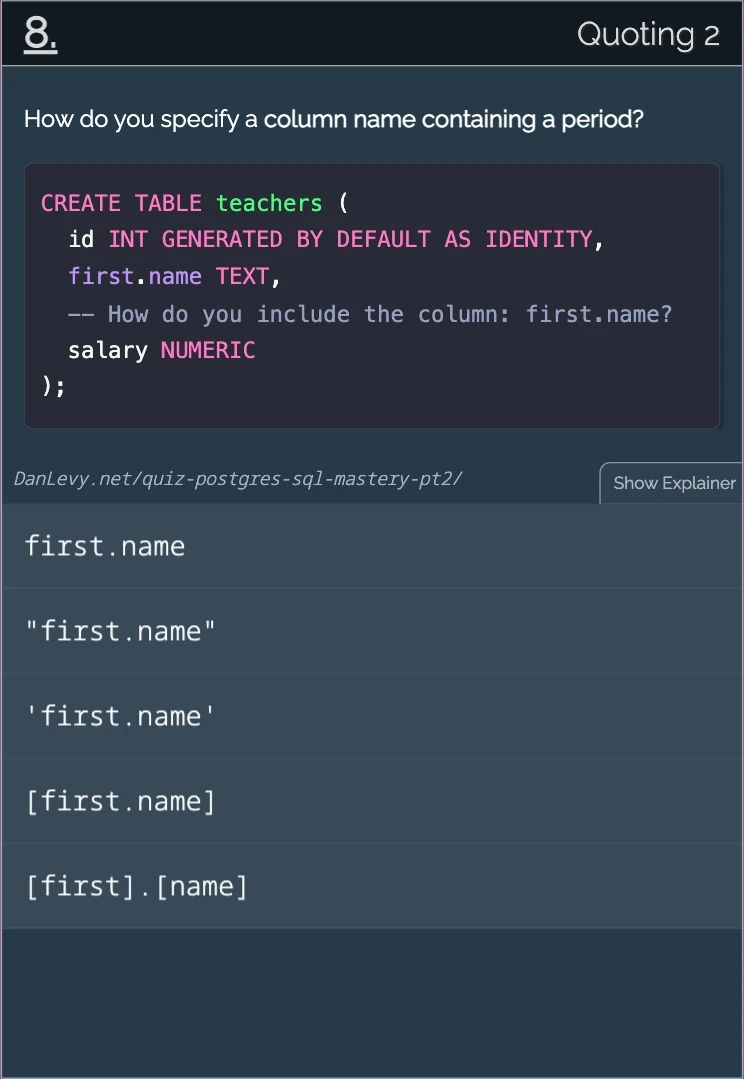 8.
Quoting 2
How do you specify a column name containing a period?
CREATE TABLE teachers (
  id INT GENERATED BY DEFAULT AS IDENTITY,
  first.name TEXT,
  -- How do you include the column: first.name?
  salary NUMERIC
);
DanLevy.net/quiz-postgres-sql-mastery-pt2/
Show Explainer
first.name
"first.name"
'first.name'
[first.name]
[first].[name]